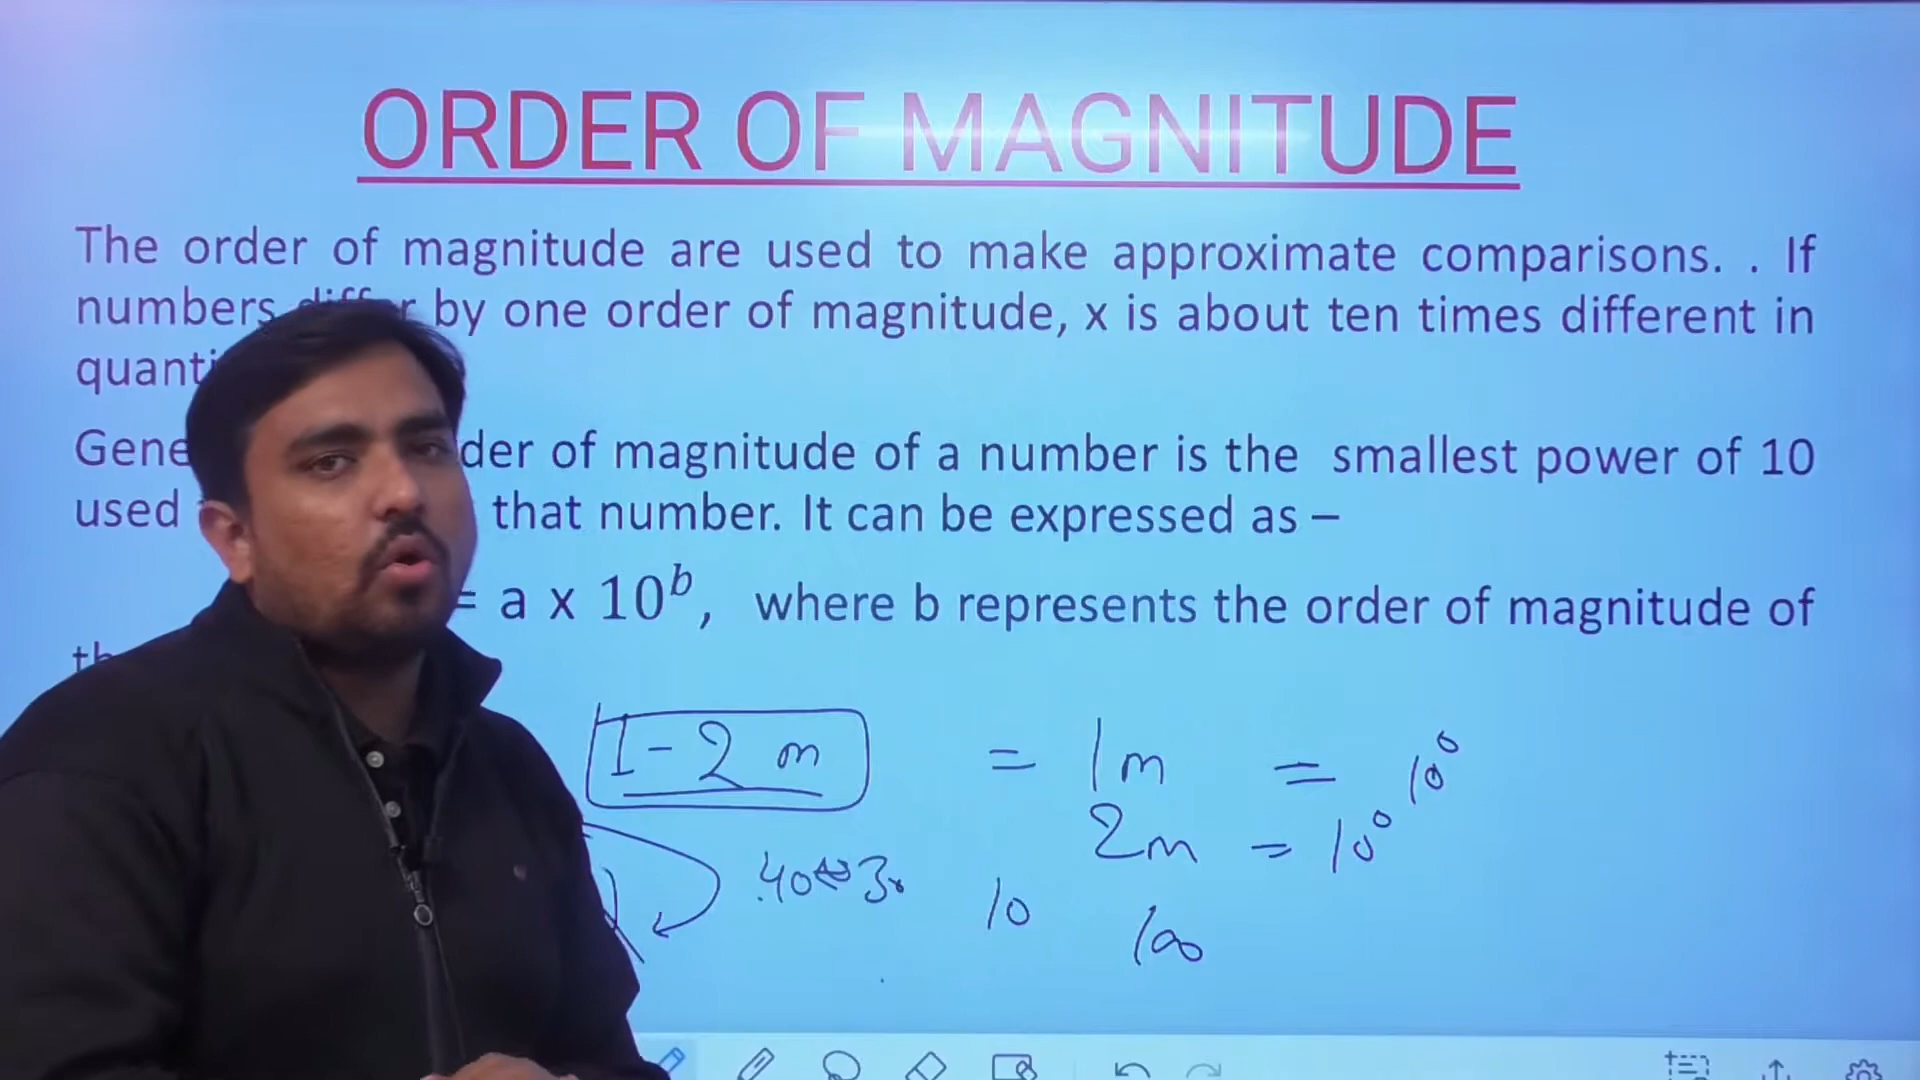 ORDER OF MAGNITUDE
The order of magnitude are used to make approximate comparisons. . If
numbers differ by one order of magnitude, x is about ten times different in
quanti
Gene der of magnitude of a number is the smallest power of 10
used that number. It can be expressed as –
= a x 10^b, where b represents the order of magnitude of
th
1 - 2 m = 1m = 10^0
2m = 10^0
10 100